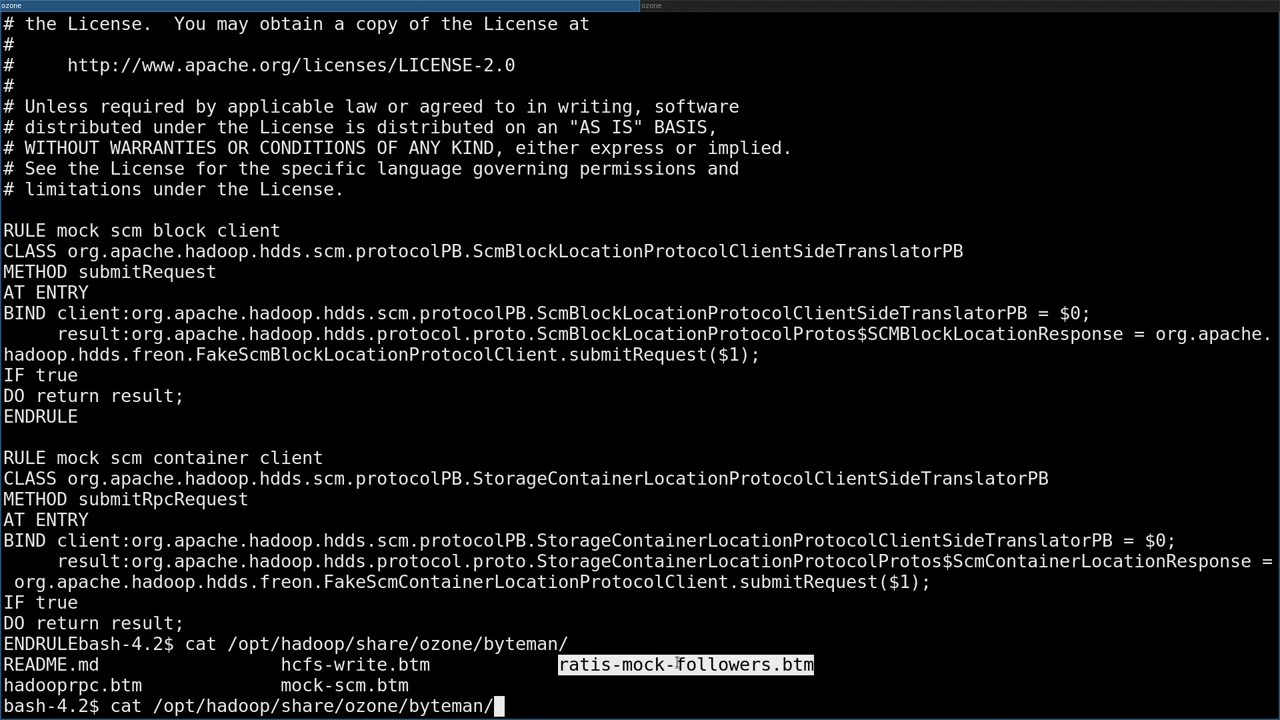 ozone ozone
# the License.  You may obtain a copy of the License at
#
#     http://www.apache.org/licenses/LICENSE-2.0
#
# Unless required by applicable law or agreed to in writing, software
# distributed under the License is distributed on an "AS IS" BASIS,
# WITHOUT WARRANTIES OR CONDITIONS OF ANY KIND, either express or implied.
# See the License for the specific language governing permissions and
# limitations under the License.

RULE mock scm block client
CLASS org.apache.hadoop.hdds.scm.protocolPB.ScmBlockLocationProtocolClientSideTranslatorPB
METHOD submitRequest
AT ENTRY
BIND client:org.apache.hadoop.hdds.scm.protocolPB.ScmBlockLocationProtocolClientSideTranslatorPB = $0;
     result:org.apache.hadoop.hdds.protocol.proto.ScmBlockLocationProtocolProtos$SCMBlockLocationResponse = org.apache.
hadoop.hdds.freon.FakeScmBlockLocationProtocolClient.submitRequest($1);
IF true
DO return result;
ENDRULE

RULE mock scm container client
CLASS org.apache.hadoop.hdds.scm.protocolPB.StorageContainerLocationProtocolClientSideTranslatorPB
METHOD submitRpcRequest
AT ENTRY
BIND client:org.apache.hadoop.hdds.scm.protocolPB.StorageContainerLocationProtocolClientSideTranslatorPB = $0;
     result:org.apache.hadoop.hdds.protocol.proto.StorageContainerLocationProtocolProtos$ScmContainerLocationResponse =
 org.apache.hadoop.hdds.freon.FakeScmContainerLocationProtocolClient.submitRequest($1);
IF true
DO return result;
ENDRULEbash-4.2$ cat /opt/hadoop/share/ozone/byteman/
README.md                 hcfs-write.btm            ratis-mock-followers.btm
hadooprpc.btm             mock-scm.btm
bash-4.2$ cat /opt/hadoop/share/ozone/byteman/